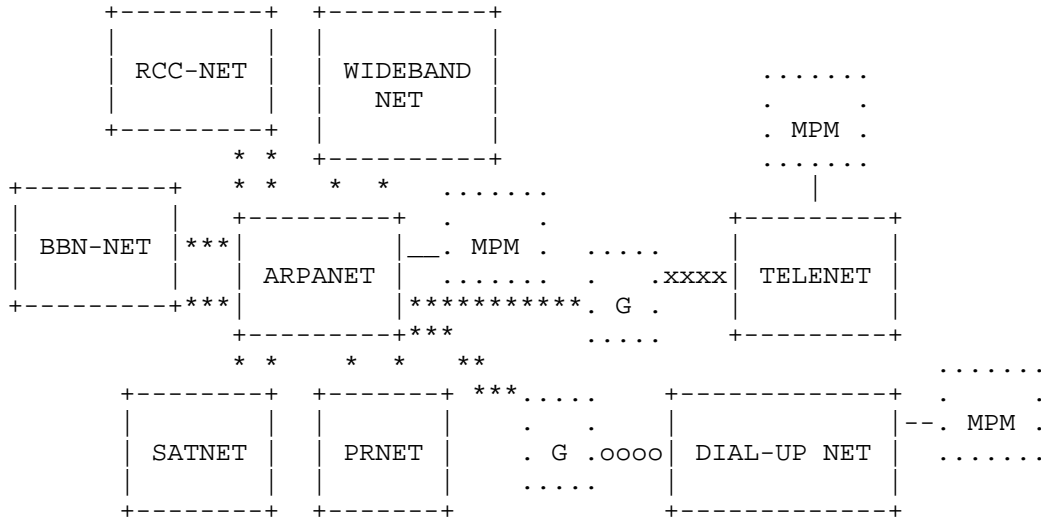 RCC-NET
WIDEBAND
NET
MPM
BBN-NET
MPM
ARPANET
TELENET
G
SATNET
PRNET
G
DIAL-UP NET
MPM